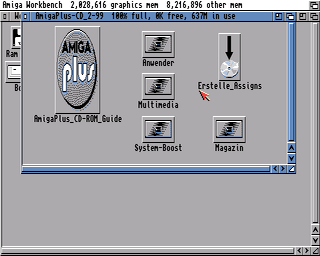 Amiga Workbench 2,028,616 graphics mem 8,216,896 other mem
W
AmigaPlus-CD_2-99 100% full, 0K free, 637M in use
AMIGA
plus
Ram
Bo
Anwender
Erstelle_Assigns
Multimedia
AmigaPlus_CD-ROM_Guide
System-Boost
Magazin